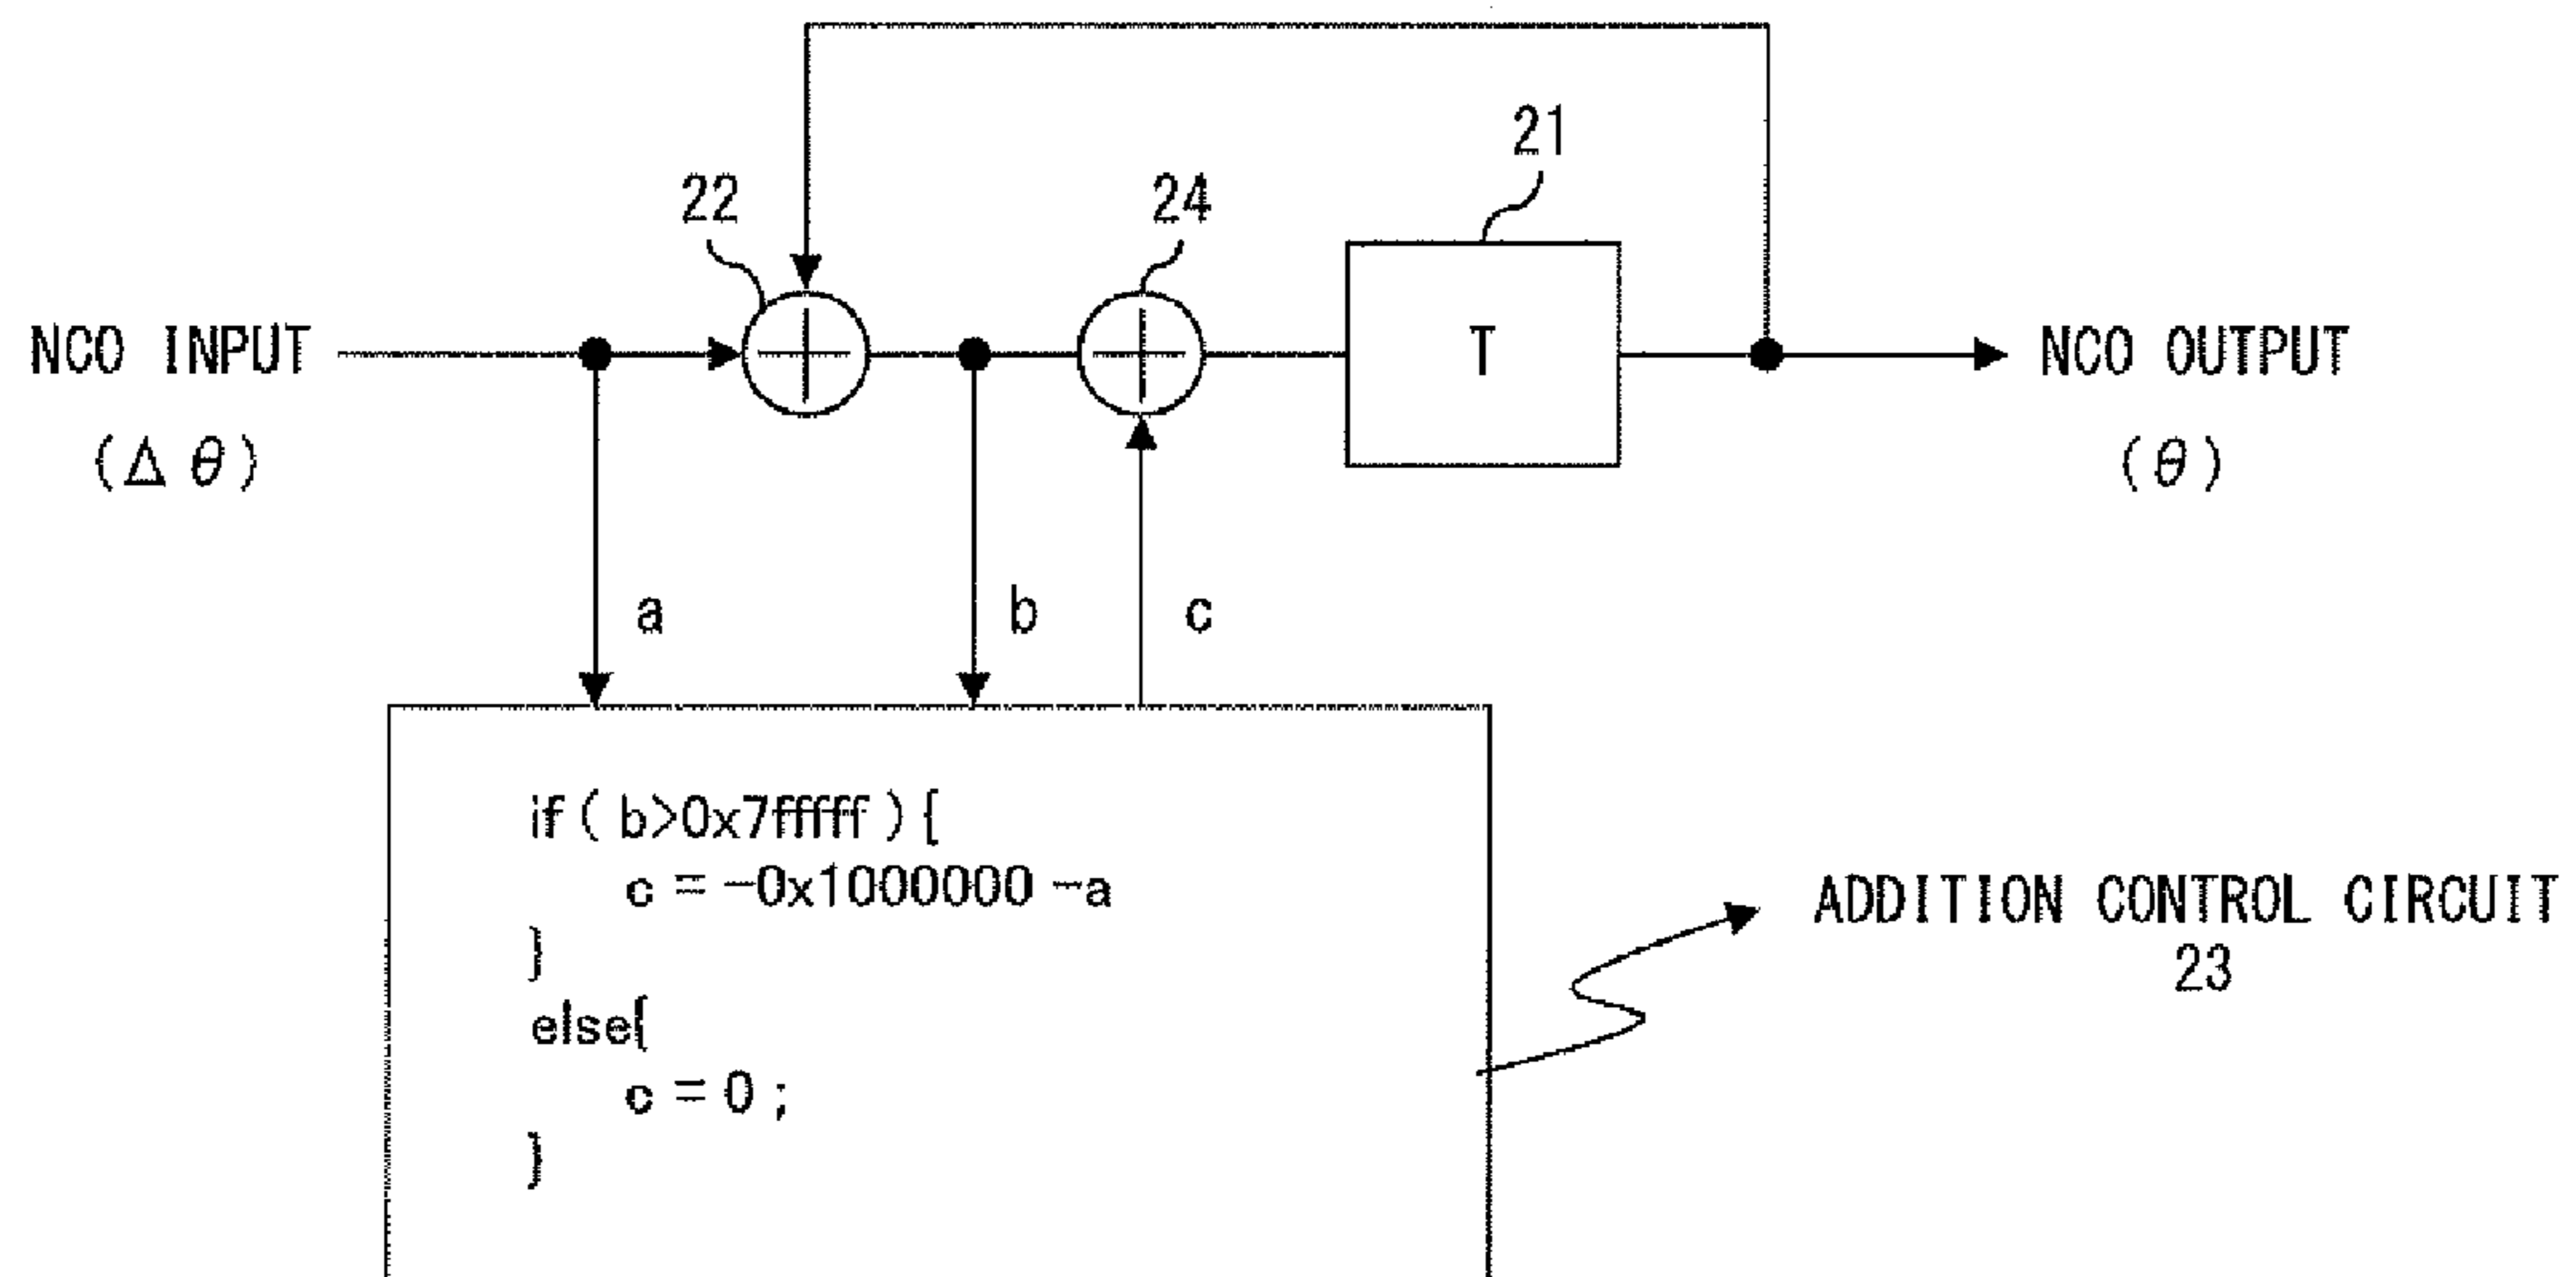 21
22
24
NCO INPUT
(Δθ)
T
NCO OUTPUT
(θ)
a
b
c
if ( b>0x7fffff ) {
c = -0x1000000 -a
}
else{
c = 0 ;
}
ADDITION CONTROL CIRCUIT
23